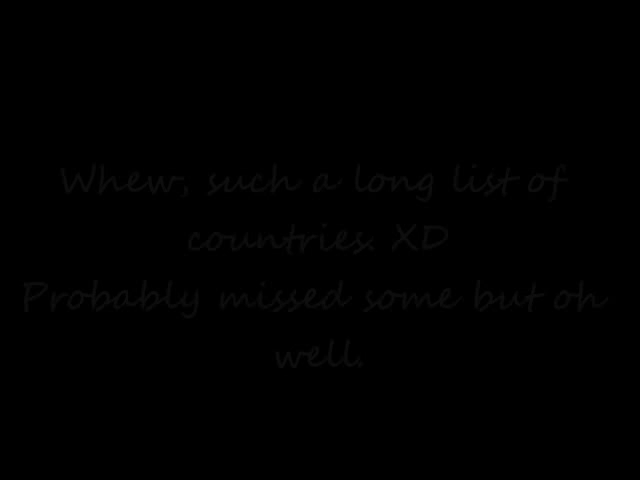 Whew, such a long list of
countries. XD
Probably missed some but oh
well.